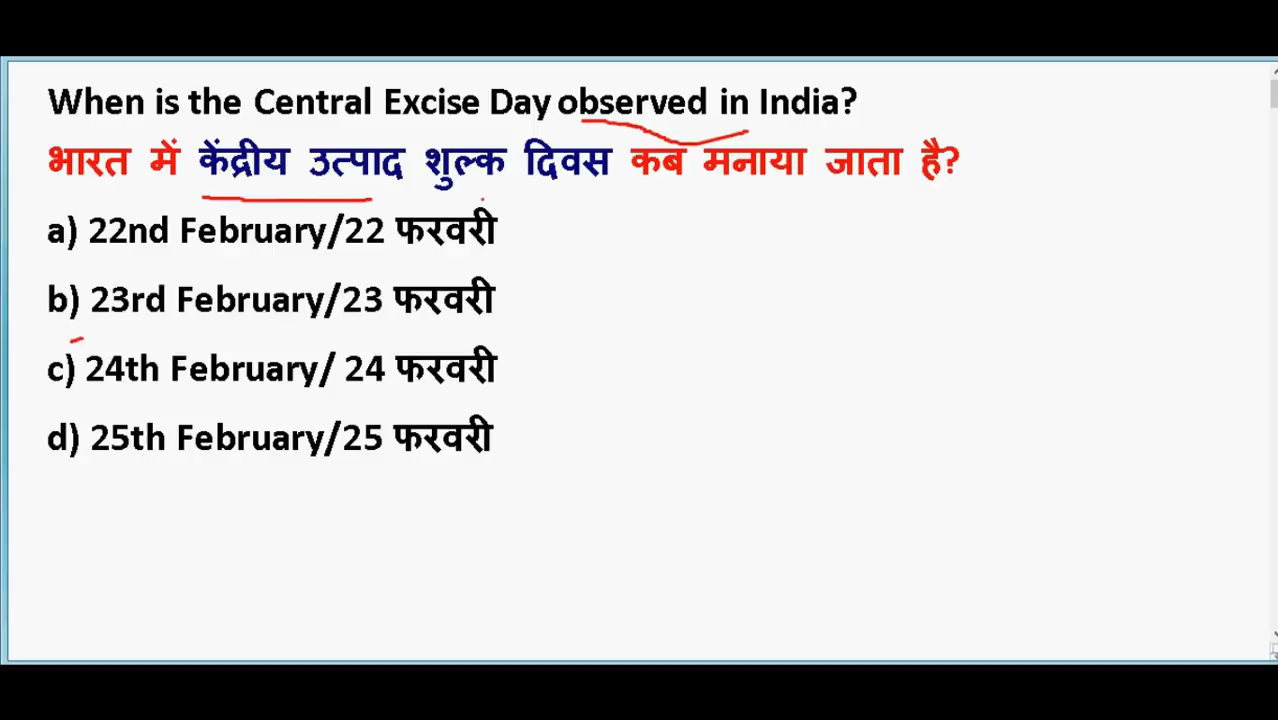 When is the Central Excise Day observed in India?
भारत में केंद्रीय उत्पाद शुल्क दिवस कब मनाया जाता है?
a) 22nd February/22 फरवरी
b) 23rd February/23 फरवरी
c) 24th February/ 24 फरवरी
d) 25th February/25 फरवरी